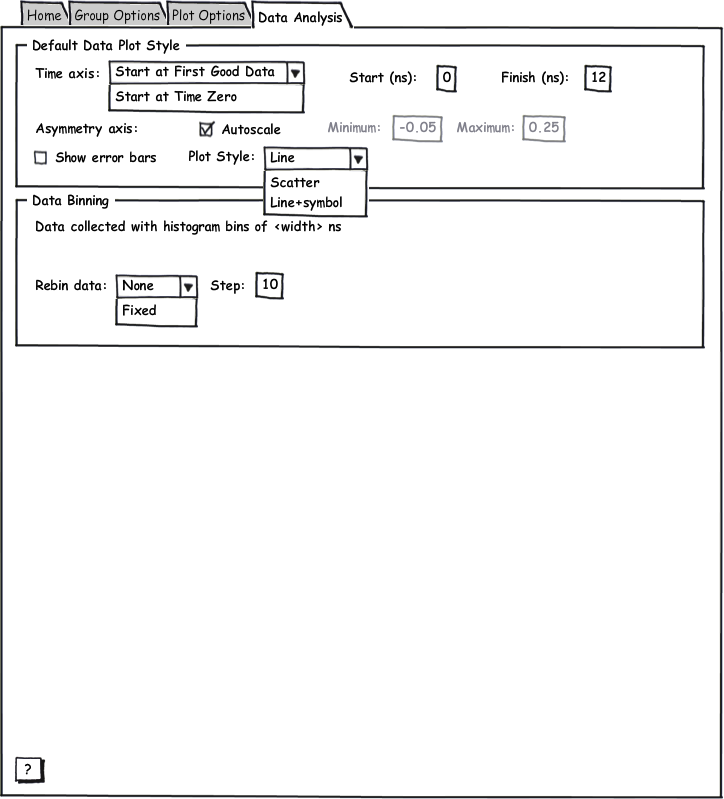 Home Group Options Plot Options Data Analysis
Default Data Plot Style
Time axis: Start at First Good Data Start (ns): 0 Finish (ns): 12
Start at Time Zero
Asymmetry axis: Autoscale Minimum: -0.05 Maximum: 0.25
Show error bars Plot Style: Line
Scatter
Line+symbol
Data Binning
Data collected with histogram bins of <width> ns
Rebin data: None Step: 10
Fixed
?